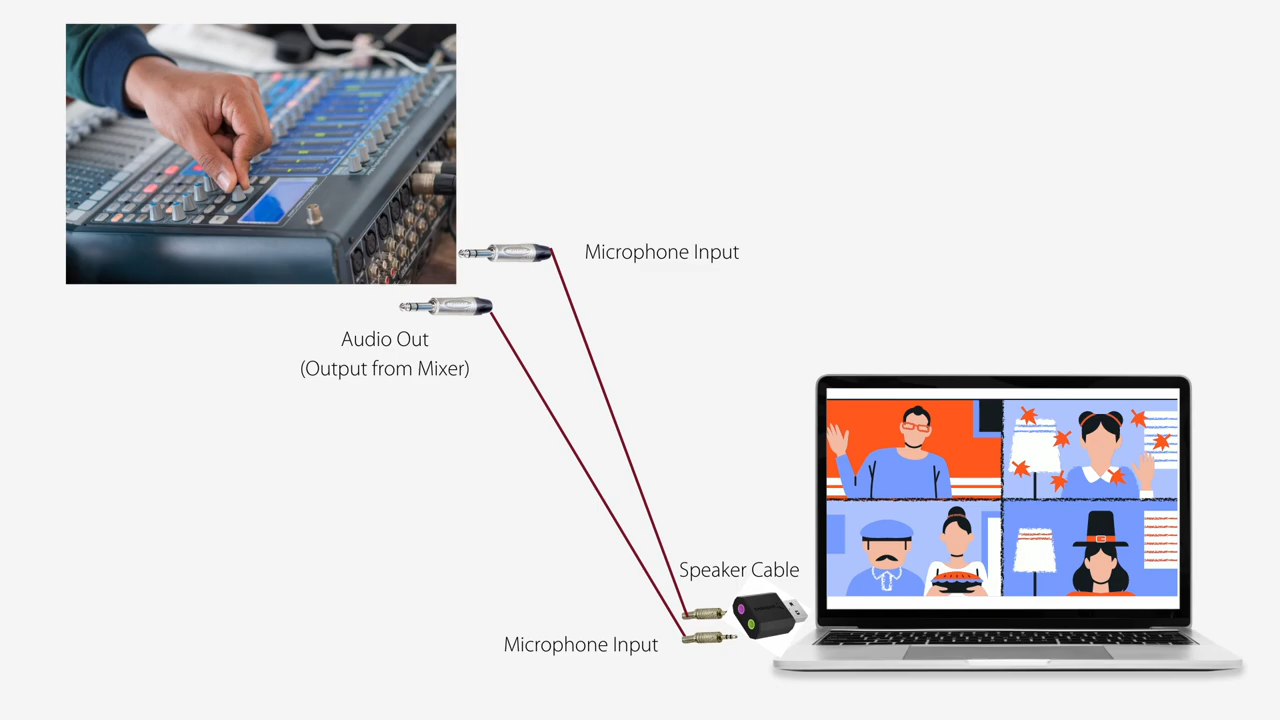 Microphone Input
Audio Out
(Output from Mixer)
Speaker Cable
Microphone Input